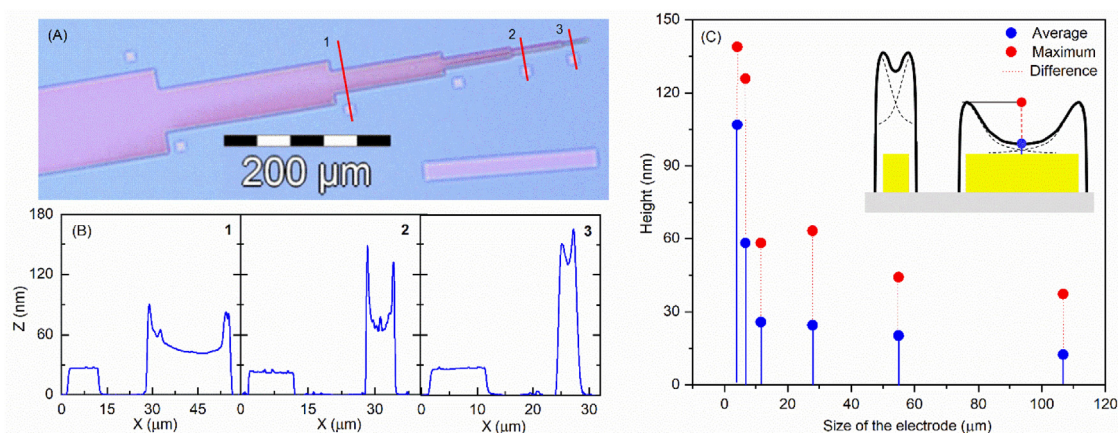 (A)
1
2
3
200 µm
(B)
1
2
3
180
120
60
0
Z (nm)
0
30
45
0
15
30
0
10
20
30
X (µm)
X (µm)
X (µm)
(C)
Average
Maximum
Difference
150
120
90
60
30
0
Height (nm)
0
20
40
60
80
100
120
Size of the electrode (µm)